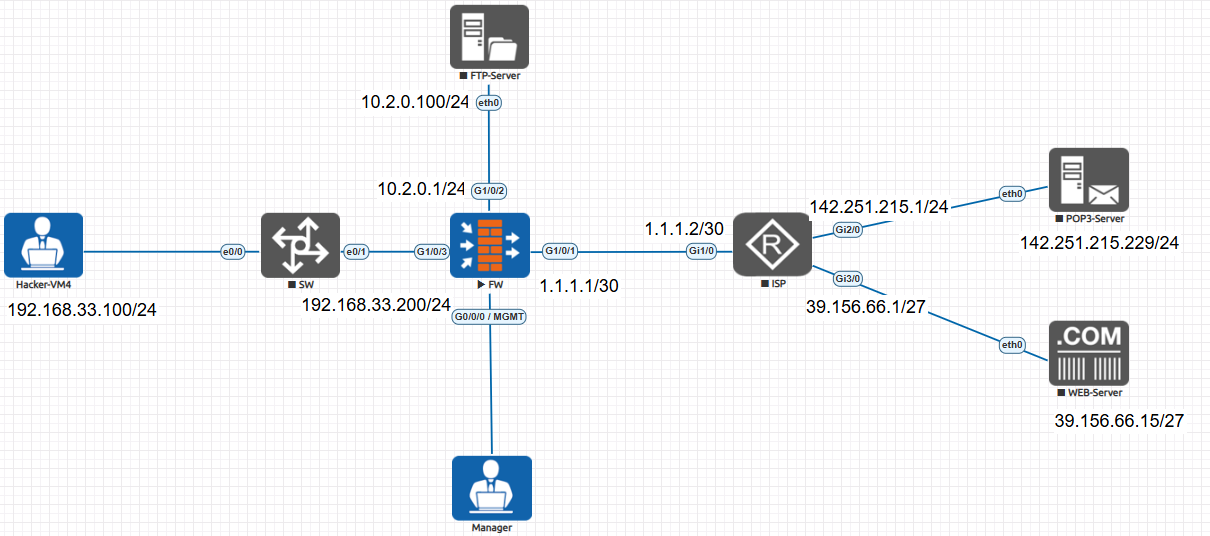 FTP-Server
10.2.0.100/24
eth0
10.2.0.1/24
G1/0/2
Hacker-VM4
192.168.33.100/24
e0/0
SW
e0/1
192.168.33.200/24
G1/0/3
FW
G1/0/1
1.1.1.1/30
G0/0/0 / MGMT
Manager
1.1.1.2/30
Gi1/0
ISP
142.251.215.1/24
Gi2/0
eth0
POP3-Server
142.251.215.229/24
Gi3/0
39.156.66.1/27
eth0
R
.COM
WEB-Server
39.156.66.15/27